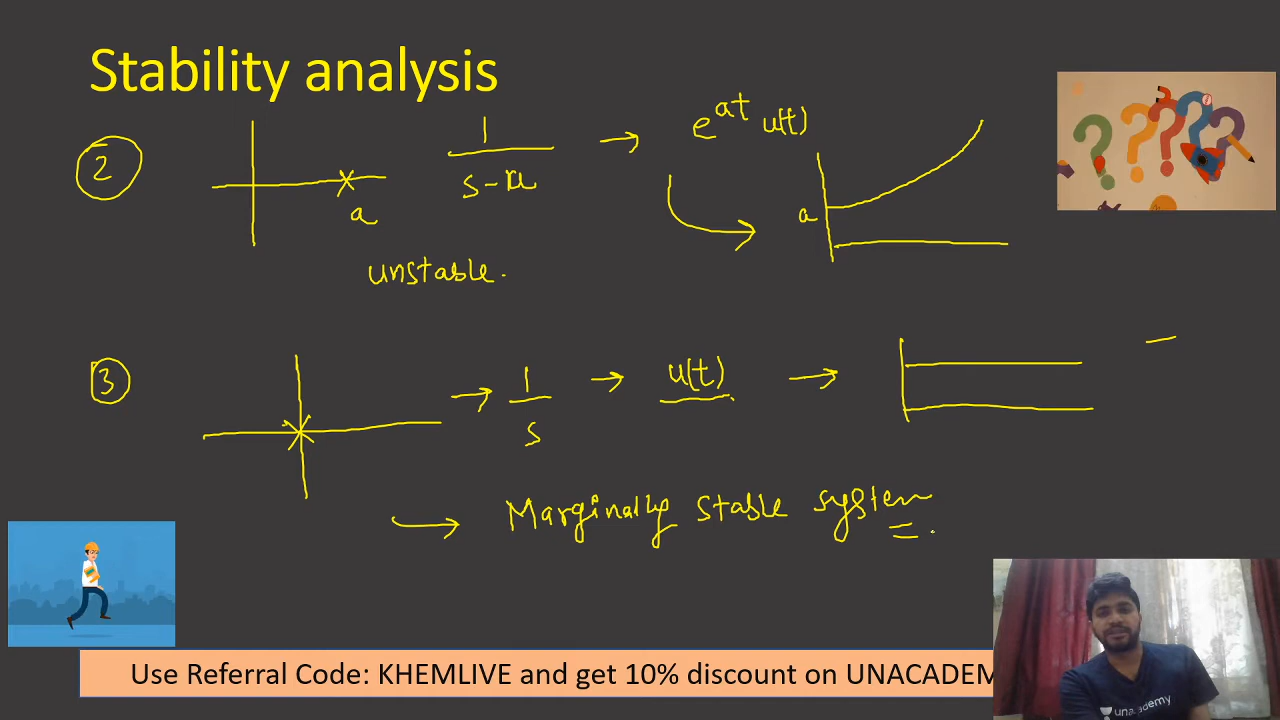 Stability analysis
2
1
s-a
→
e^at u(t)
a
a
unstable.
3
→ 1
s
→ u(t) →
→ Marginally stable system
Use Referral Code: KHEMLIVE and get 10% discount on UNACADEM
unacademy